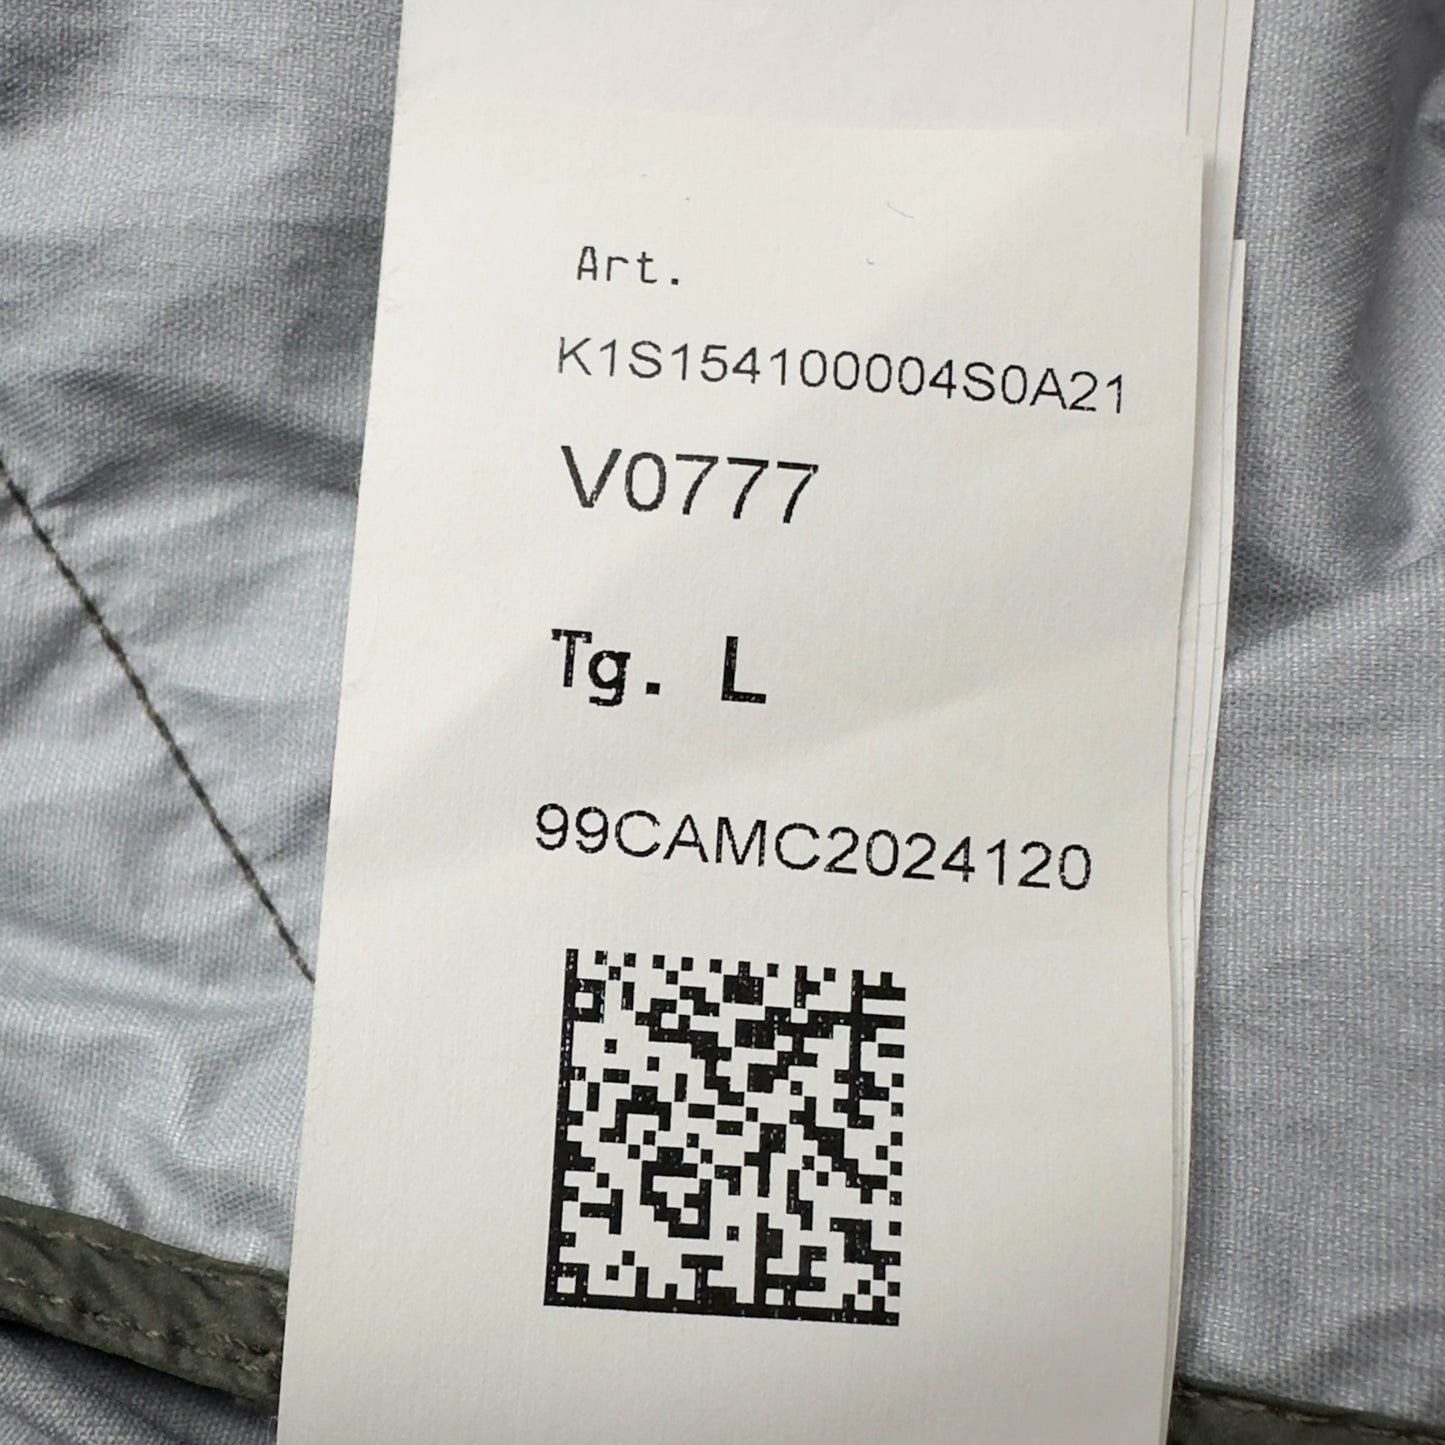 Art.
K1S154100004S0A21
V0777
Tg. L
99CAMC2024120